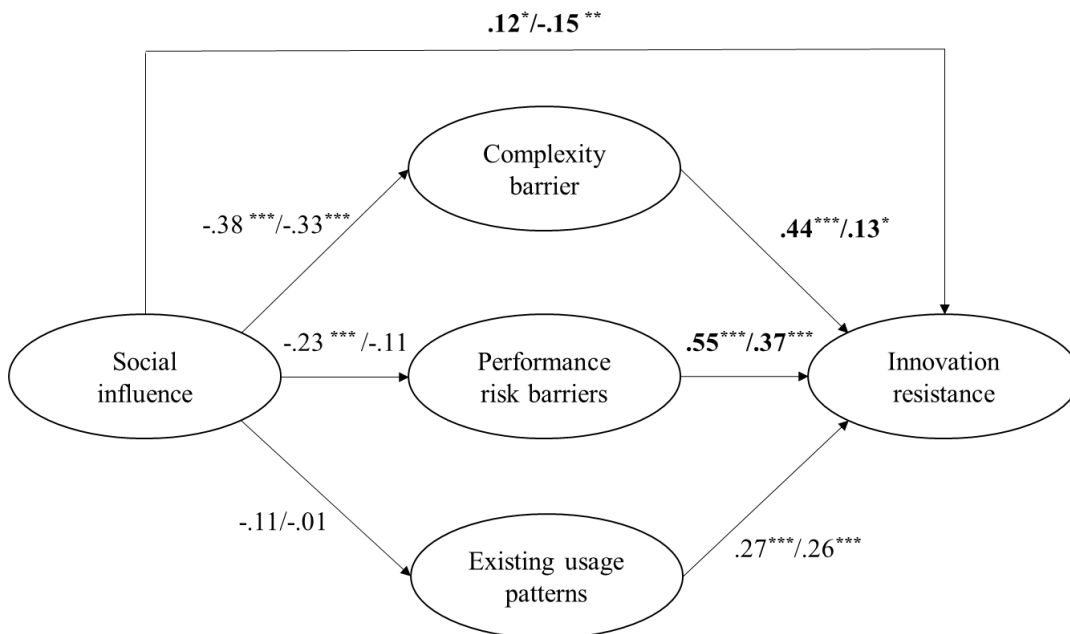 .12*/-.15 **
Complexity
barrier
-.38 ***/-.33***
.44***/.13*
Social
influence
-.23 ***/-.11
Performance
risk barriers
.55***/.37***
Innovation
resistance
-.11/-.01
Existing usage
patterns
.27***/.26***